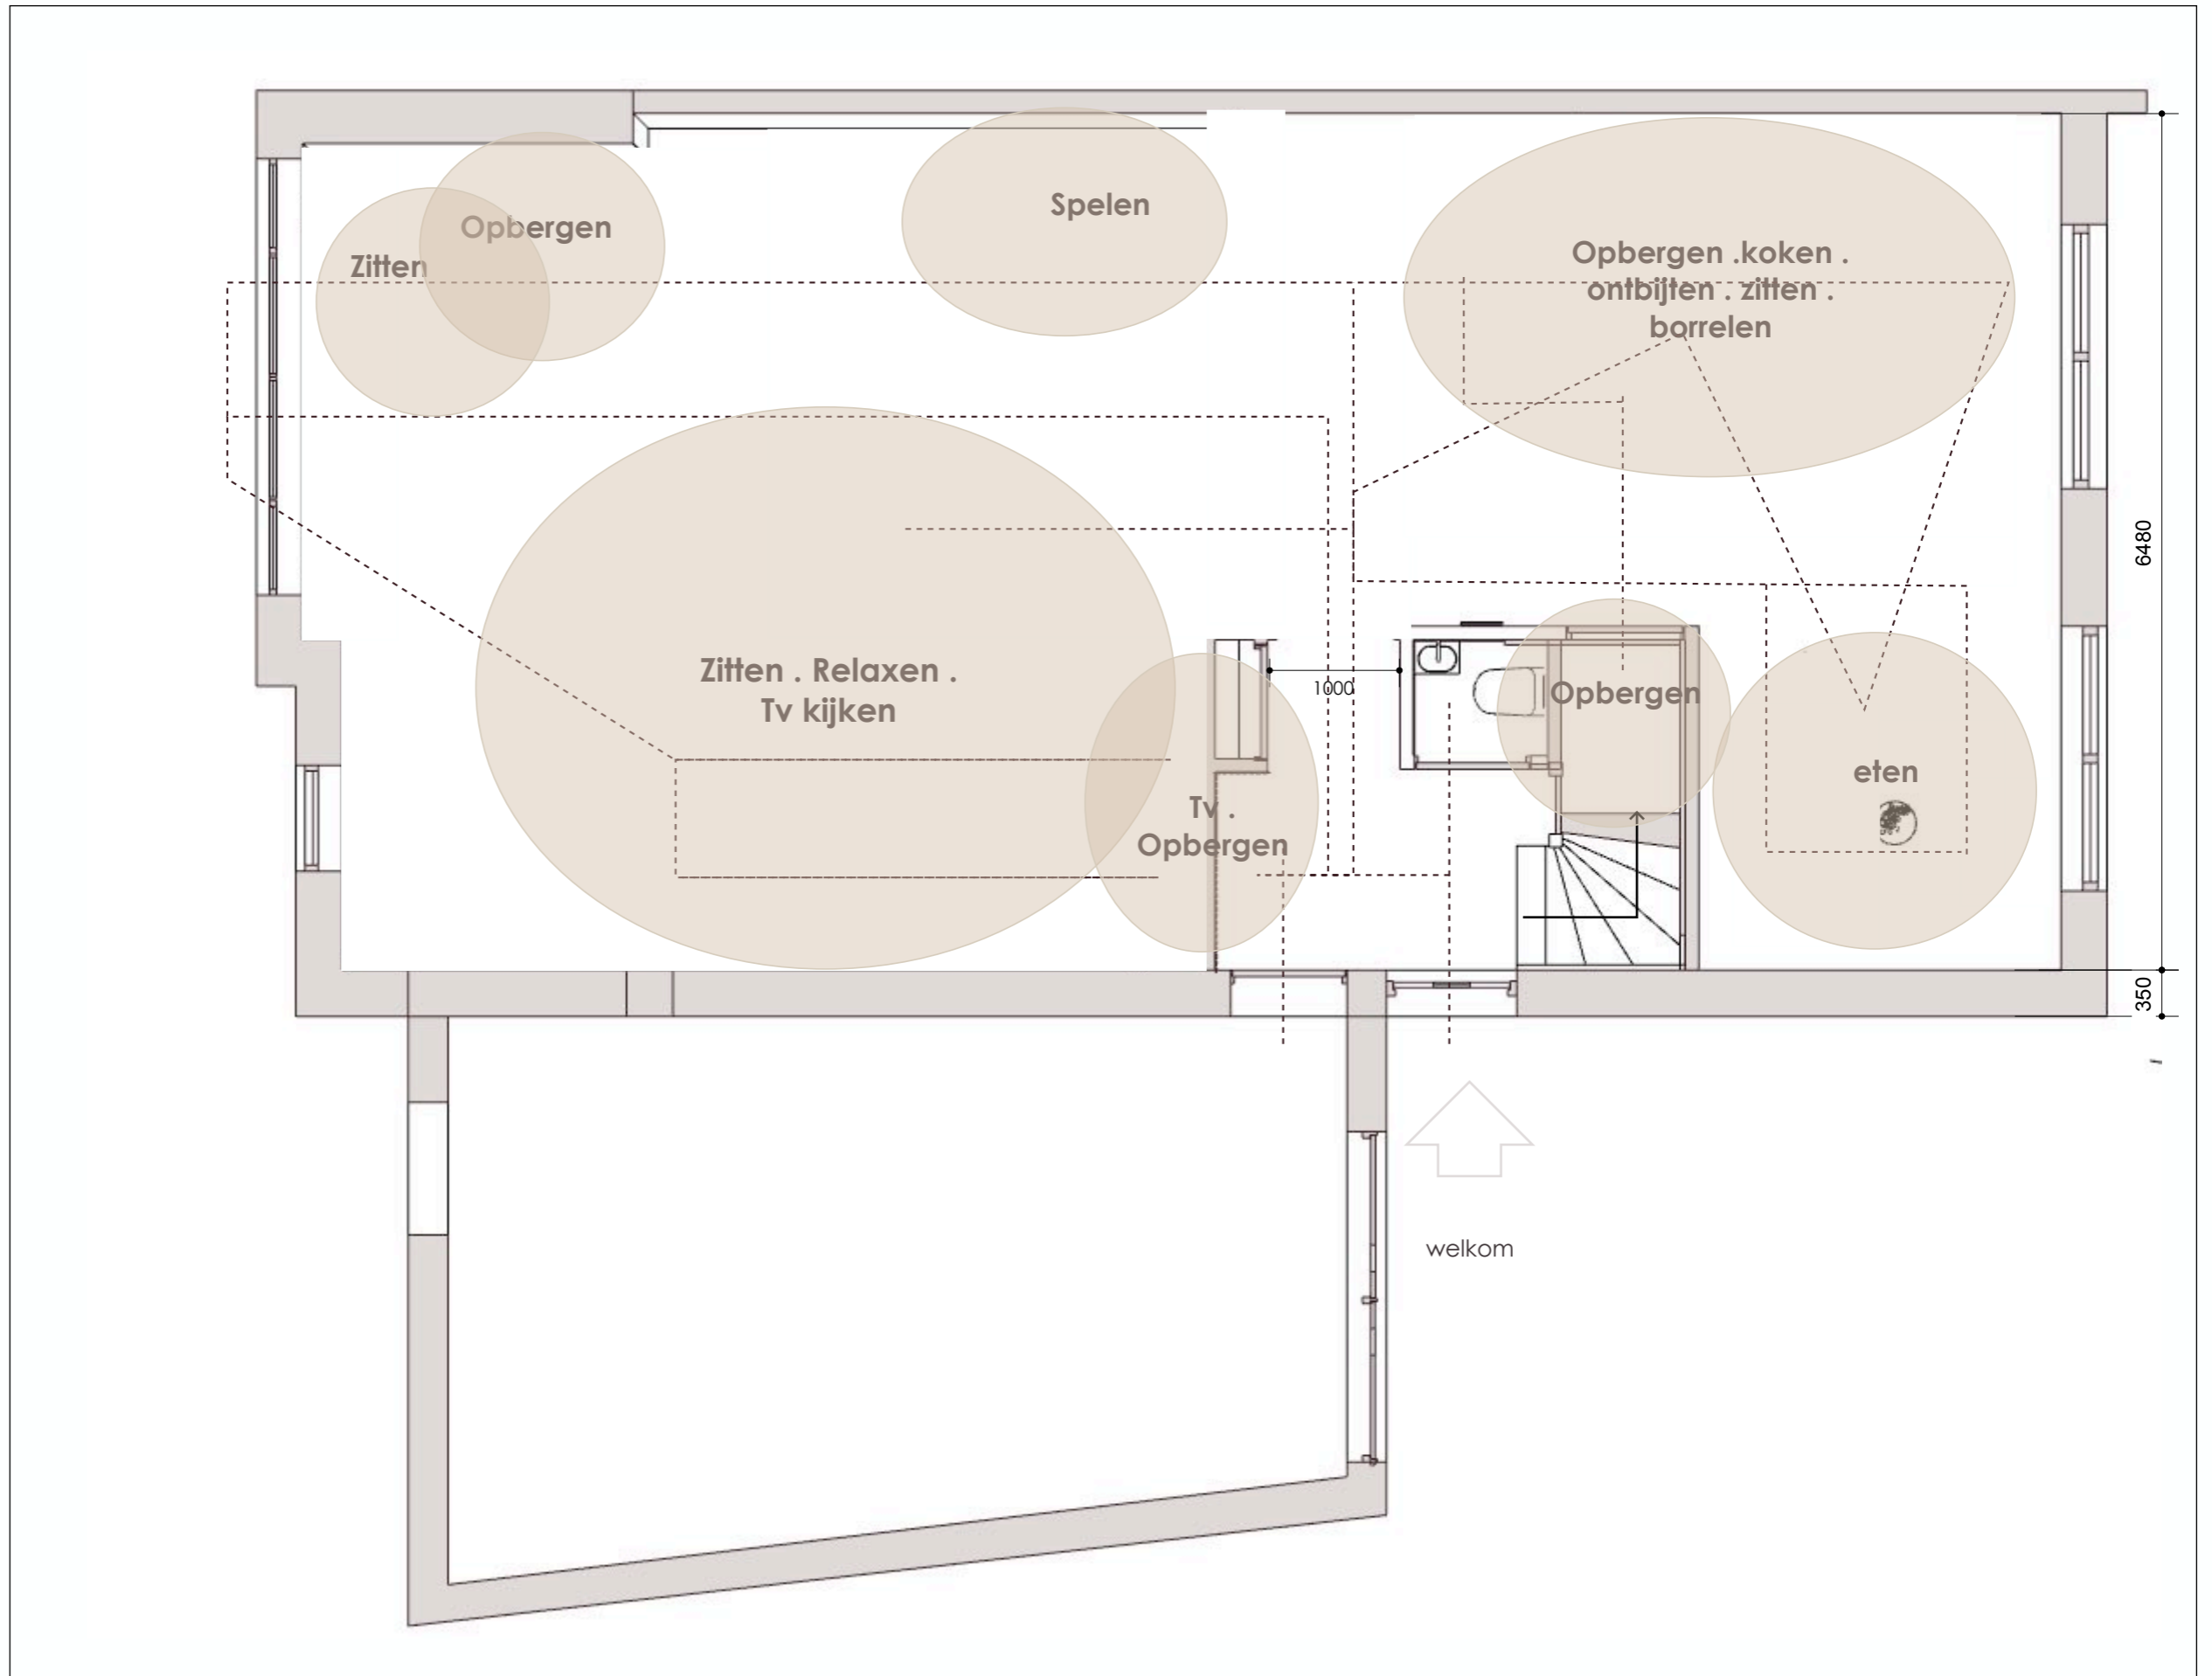 Spelen
Opbergen
Zitten
Opbergen .koken .
ontbijten . zitten .
borrelen
6480
Zitten . Relaxen .
Tv kijken
1000
Opbergen
eten
Tv .
Opbergen
350
welkom